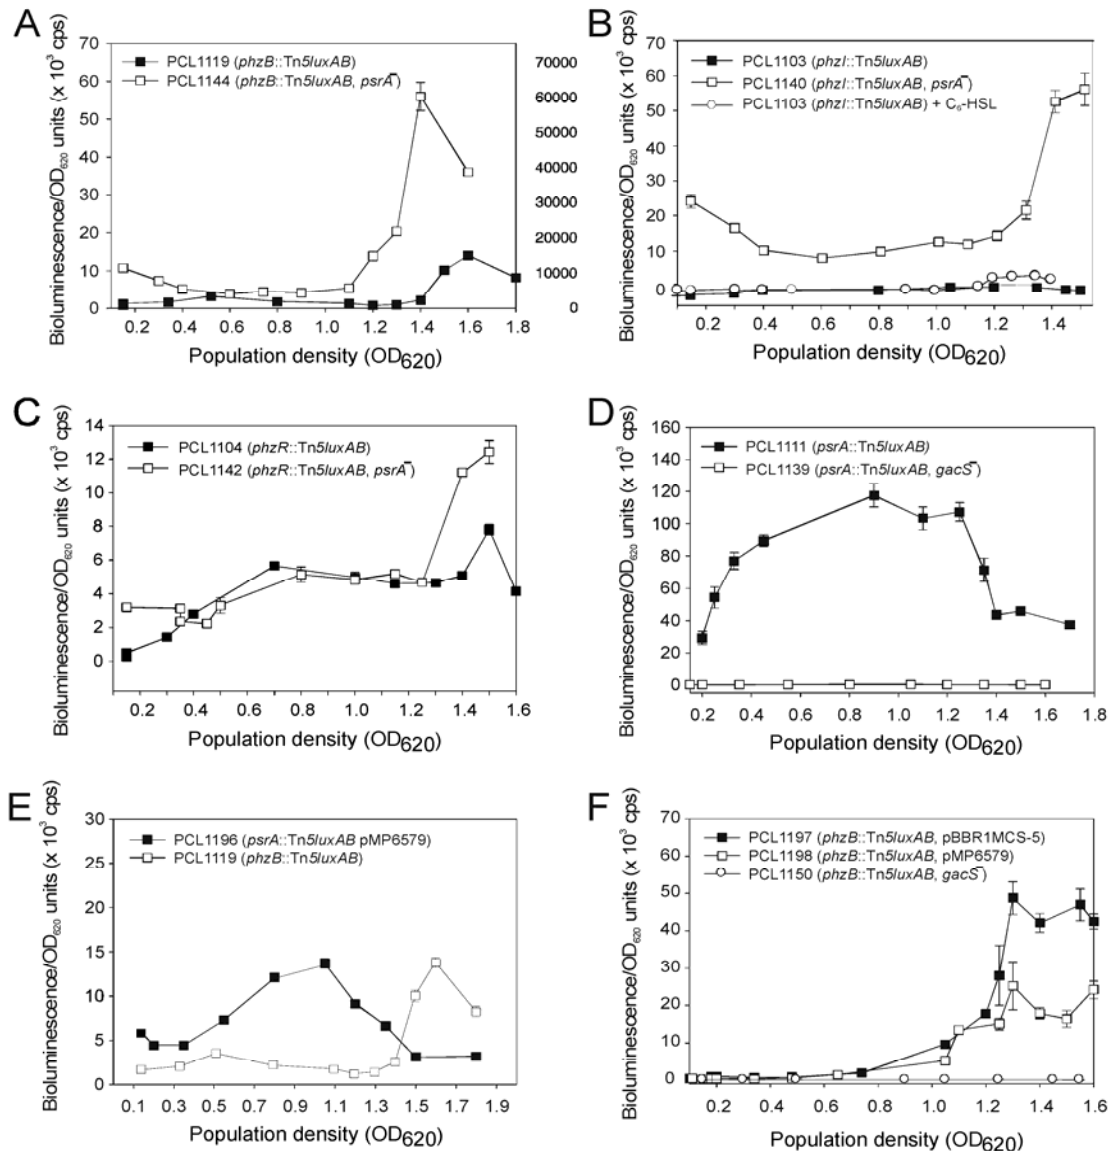 A
Bioluminescence/OD620 units (x 10³ cps)
70
60
50
40
30
20
10
0
PCL1119 (phzB::Tn5luxAB)
PCL1144 (phzB::Tn5luxAB, psrA⁻)
70000
60000
50000
40000
30000
20000
10000
0
0.2 0.4 0.6 0.8 1.0 1.2 1.4 1.6 1.8
Population density (OD620)
B
Bioluminescence/OD620 units (x 10³ cps)
70
60
50
40
30
20
10
0
PCL1103 (phzI::Tn5luxAB)
PCL1140 (phzI::Tn5luxAB, psrA⁻)
PCL1103 (phzI::Tn5luxAB) + C6-HSL
0.2 0.4 0.6 0.8 1.0 1.2 1.4
Population density (OD620)
C
Bioluminescence/OD620 units (x 10³ cps)
14
12
10
8
6
4
2
0
PCL1104 (phzR::Tn5luxAB)
PCL1142 (phzR::Tn5luxAB, psrA⁻)
0.2 0.4 0.6 0.8 1.0 1.2 1.4 1.6
Population density (OD620)
D
Bioluminescence/OD620 units (x 10³ cps)
160
140
120
100
80
60
40
20
0
PCL1111 (psrA::Tn5luxAB)
PCL1139 (psrA::Tn5luxAB, gacS⁻)
0.2 0.4 0.6 0.8 1.0 1.2 1.4 1.6 1.8
Population density (OD620)
E
Bioluminescence/OD620 units (x 10³ cps)
30
25
20
15
10
5
0
PCL1196 (psrA::Tn5luxAB pMP6579)
PCL1119 (phzB::Tn5luxAB)
0.1 0.3 0.5 0.7 0.9 1.1 1.3 1.5 1.7 1.9
Population density (OD620)
F
Bioluminescence/OD620 units (x 10³ cps)
70
60
50
40
30
20
10
0
PCL1197 (phzB::Tn5luxAB, pBBR1MCS-5)
PCL1198 (phzB::Tn5luxAB, pMP6579)
PCL1150 (phzB::Tn5luxAB, gacS⁻)
0.2 0.4 0.6 0.8 1.0 1.2 1.4 1.6
Population density (OD620)